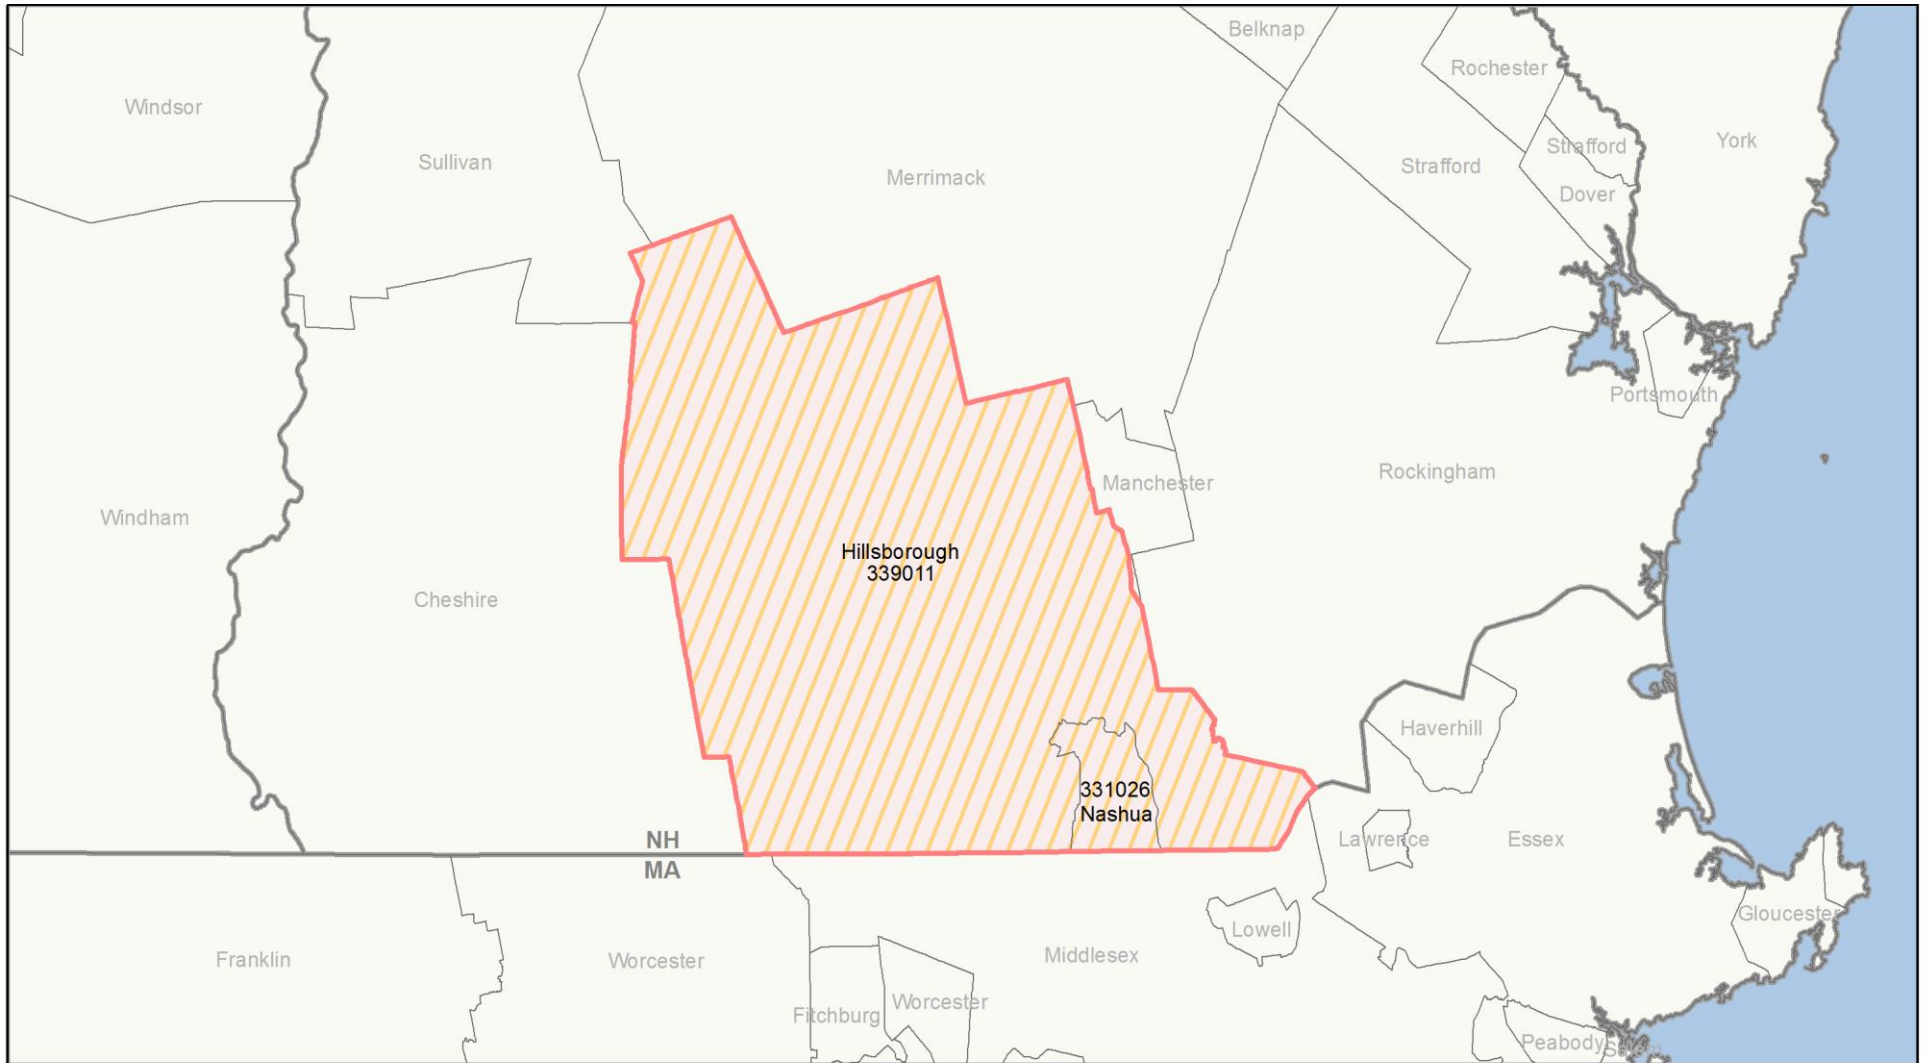 Belknap
Rochester
Windsor
Strafford
York
Sullivan
Strafford
Merrimack
Dover
Portsmouth
Rockingham
Manchester
Windham
Hillsborough
339011
Cheshire
Haverhill
331026
Nashua
NH
Lawrence
Essex
MA
Gloucester
Lowell
Middlesex
Franklin
Worcester
Worcester
Fitchburg
Peabody
Salem